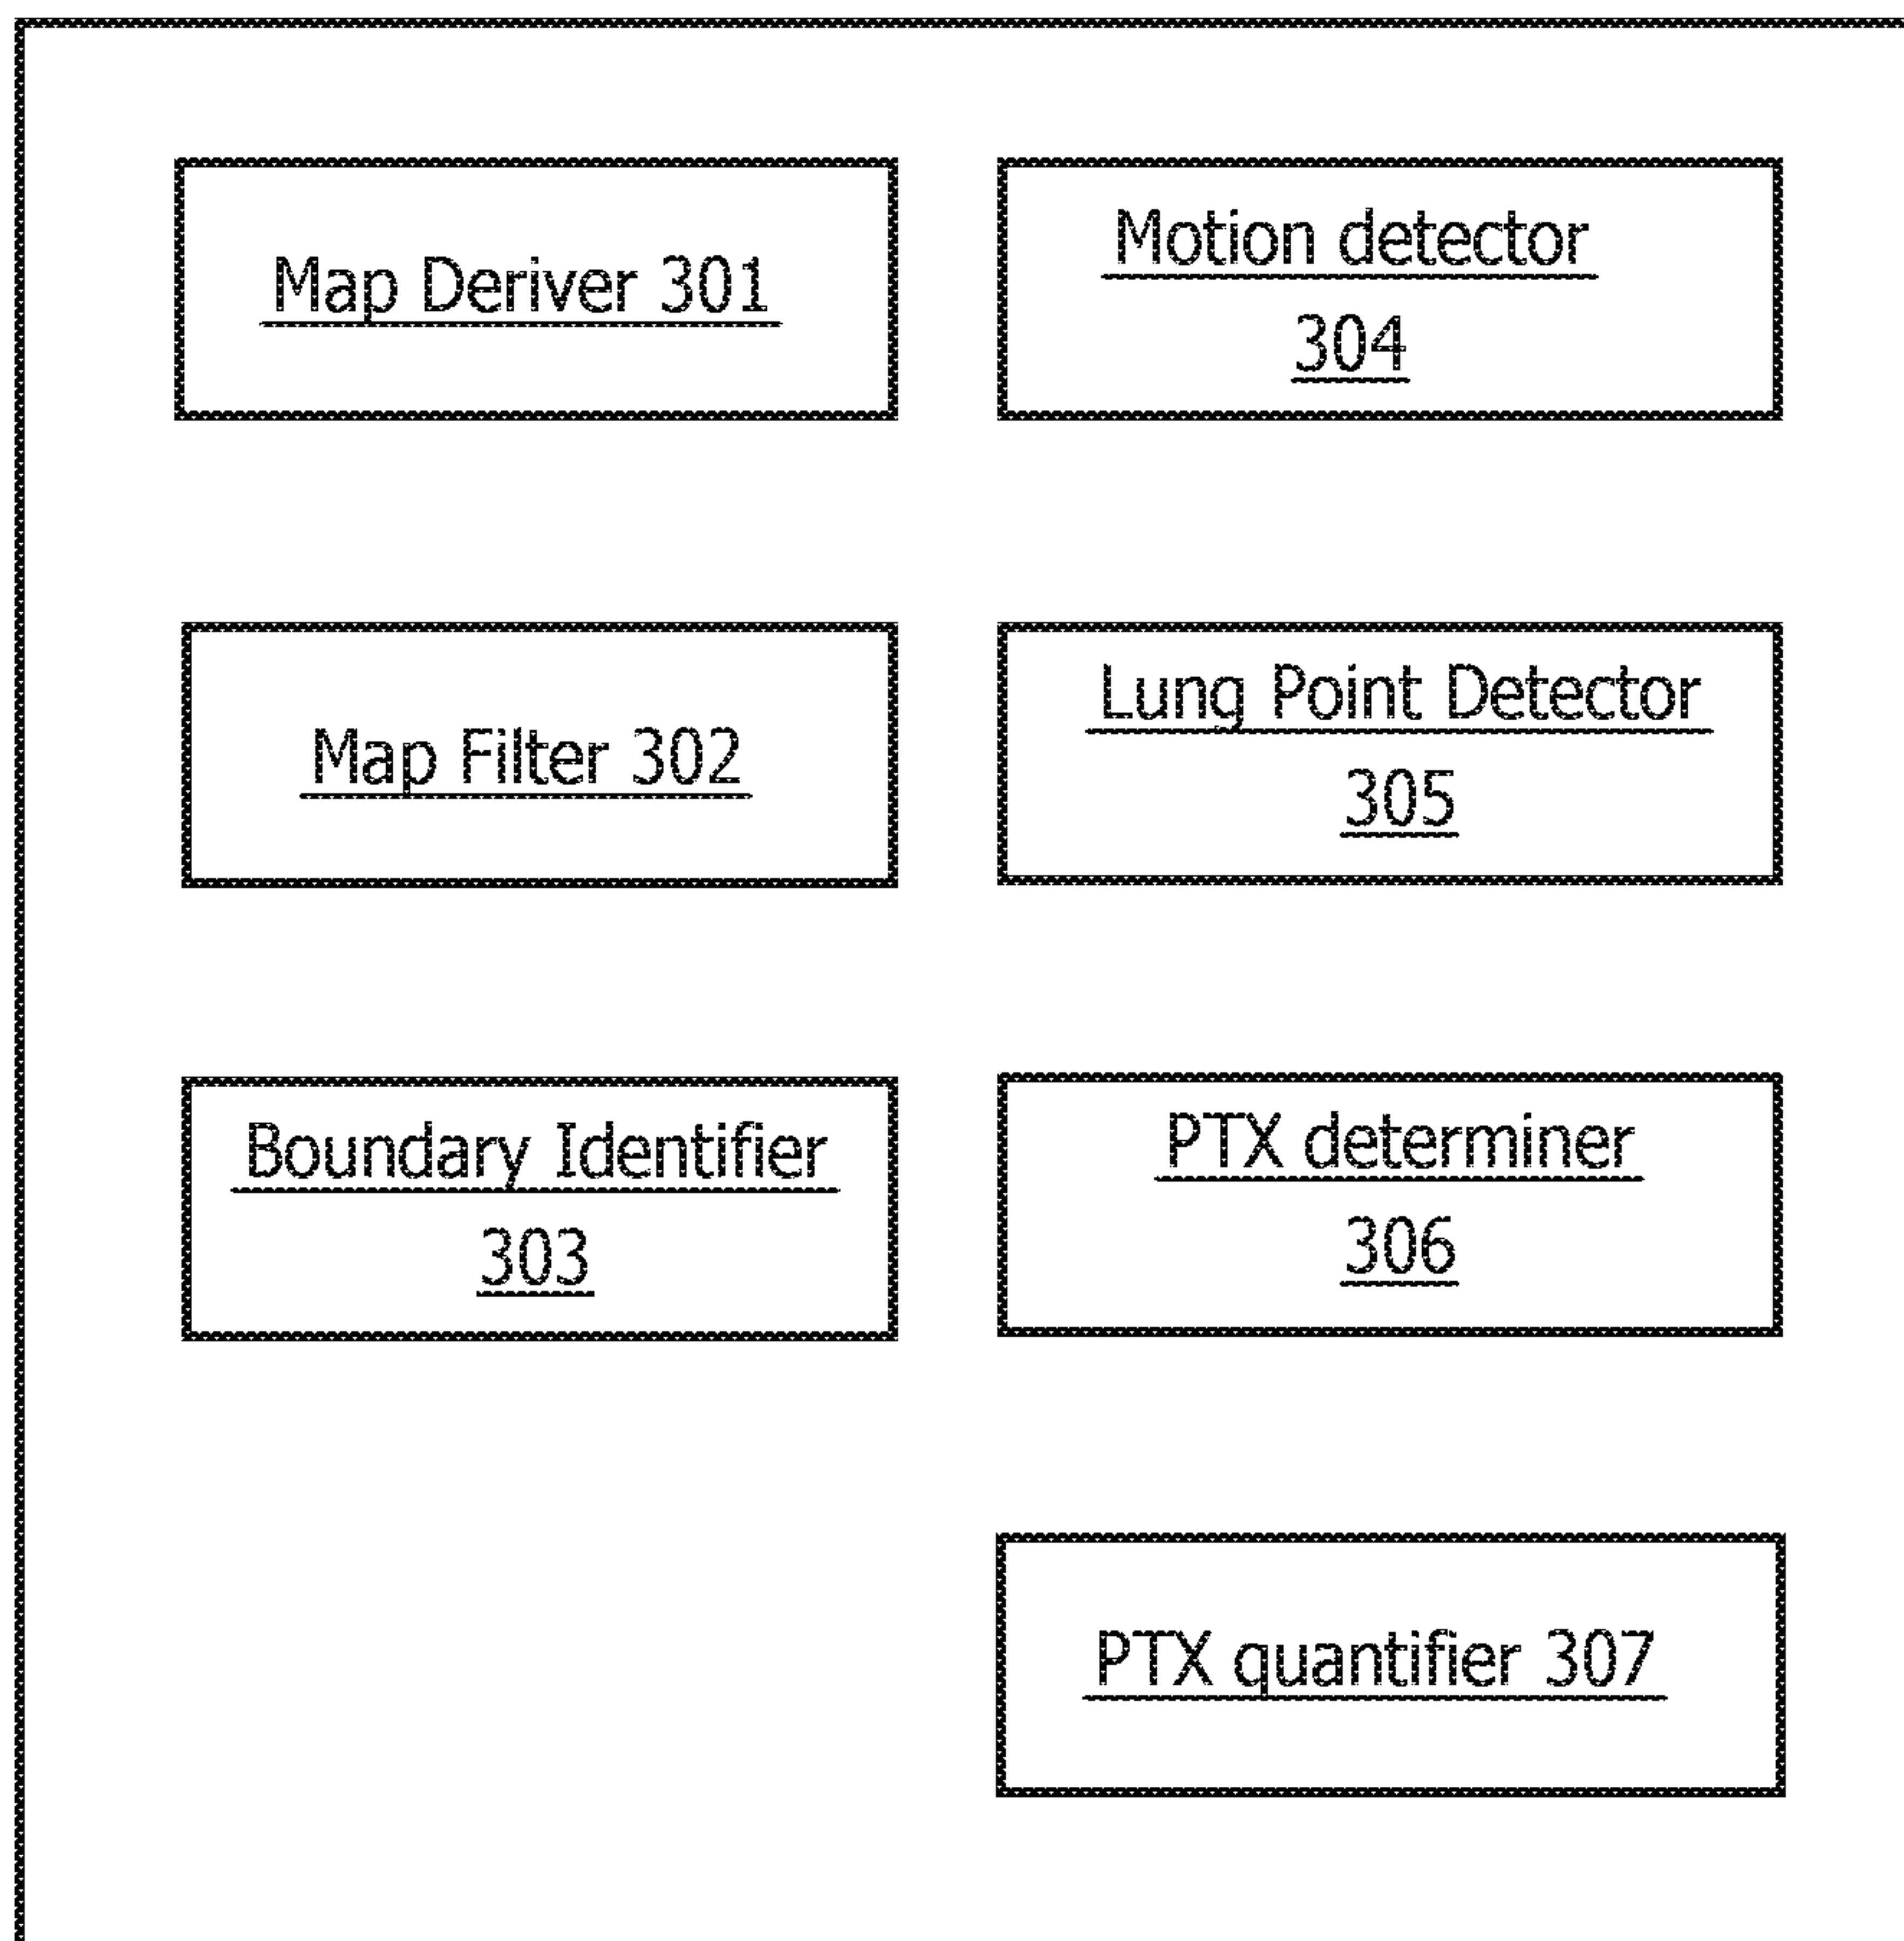 Map Deriver 301
Motion detector
304
Map Filter 302
Lung Point Detector
305
Boundary Identifier
303
PTX determiner
306
PTX quantifier 307